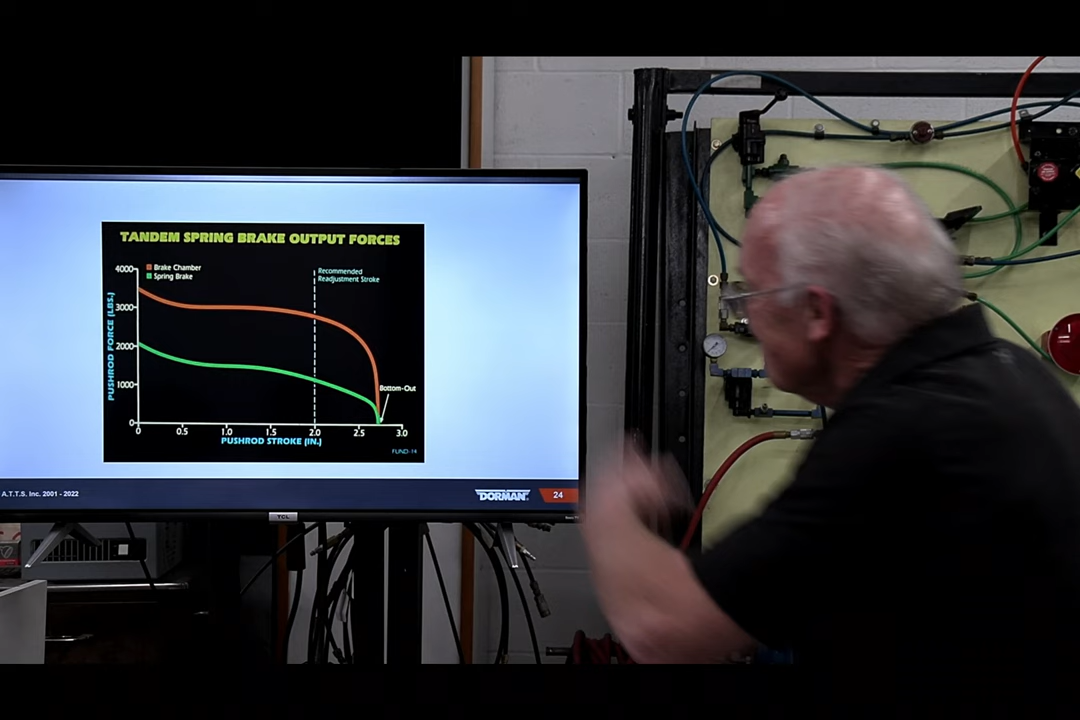 TANDEM SPRING BRAKE OUTPUT FORCES
Brake Chamber
Spring Brake
Recommended
Readjustment Stroke
PUSHROD FORCE (LBS.)
4000
3000
2000
1000
0
Bottom-Out
0 0.5 1.0 1.5 2.0 2.5 3.0
PUSHROD STROKE (IN.)
FUND-14
A.T.T.S. Inc. 2001 - 2022
DORMAN
24
TCL